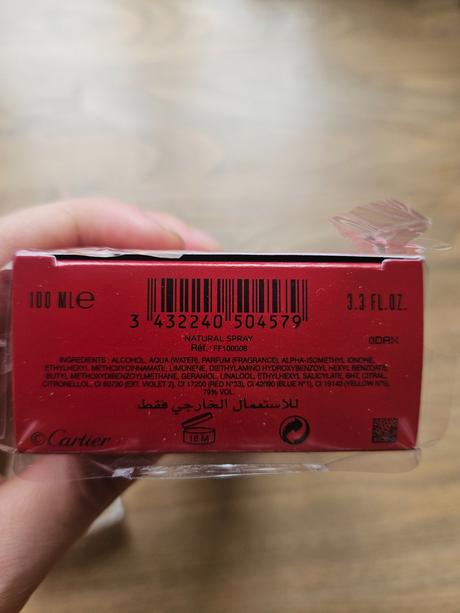 100 ML e
3.3 FL.OZ.
3 432240 504579
NATURAL SPRAY
Réf. FF100008
0DAX
INGREDIENTS : ALCOHOL, AQUA (WATER), PARFUM (FRAGRANCE), ALPHA-ISOMETHYL IONONE,
ETHYLHEXYL METHOXYCINNAMATE, LIMONENE, DIETHYLAMINO HYDROXYBENZOYL HEXYL BENZOATE,
BUTYL METHOXYDIBENZOYLMETHANE, GERANIOL, LINALOOL, ETHYLHEXYL SALICYLATE, BHT, CITRAL,
CITRONELLOL, CI 60730 (EXT. VIOLET 2), CI 17200 (RED N°33), CI 42090 (BLUE N°1), CI 19140 (YELLOW N°5),
79% VOL.
للاستعمال الخارجي فقط
©Cartier
18 M